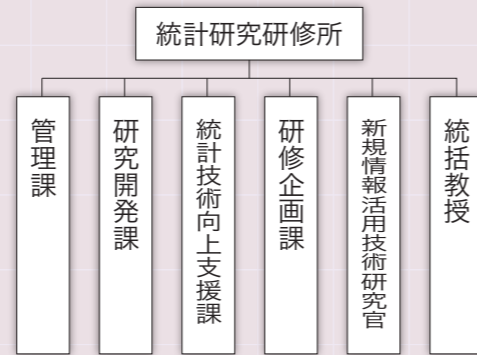 統計研究研修所
管理課
研究開発課
統計技術向上支援課
研修企画課
新規情報活用技術研究官
統括教授